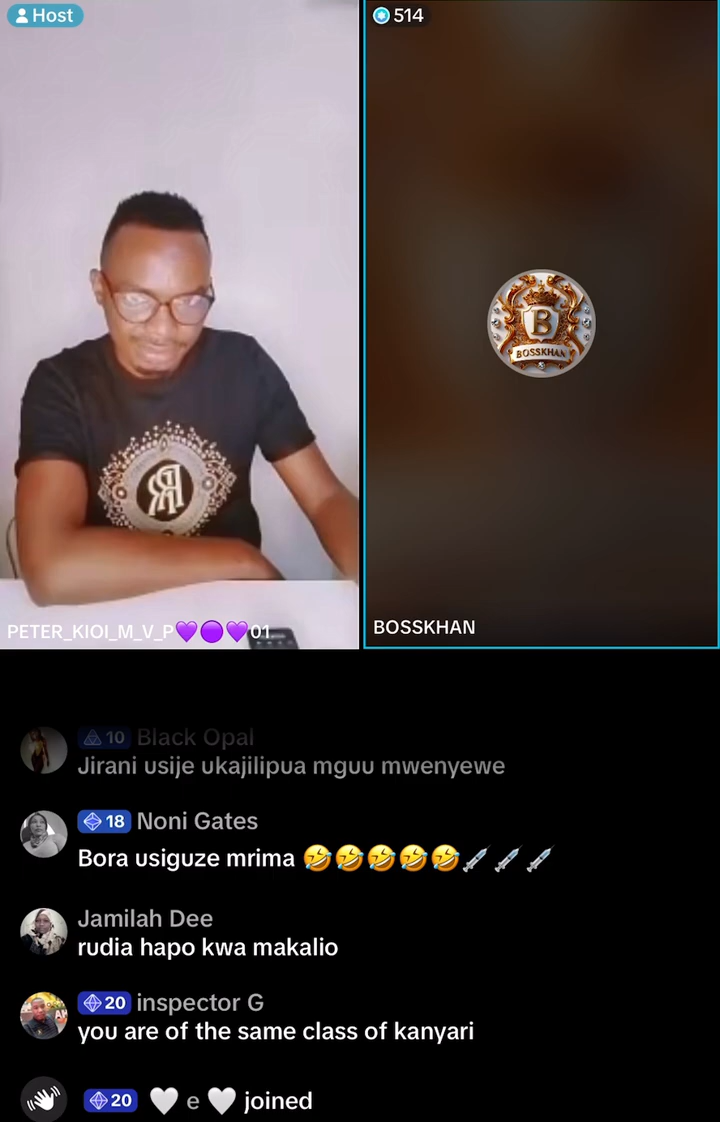 Host
514
B
BOSSKHAN
PETER_KIOI_M_V_P💜🟣💜01
BOSSKHAN
10 Black Opal
Jirani usije ukajilipua mguu mwenyewe
18 Noni Gates
Bora usiguze mrima 🤣🤣🤣🤣🤣💉💉💉
Jamilah Dee
rudia hapo kwa makalio
20 inspector G
you are of the same class of kanyari
20 🤍 e 🤍 joined